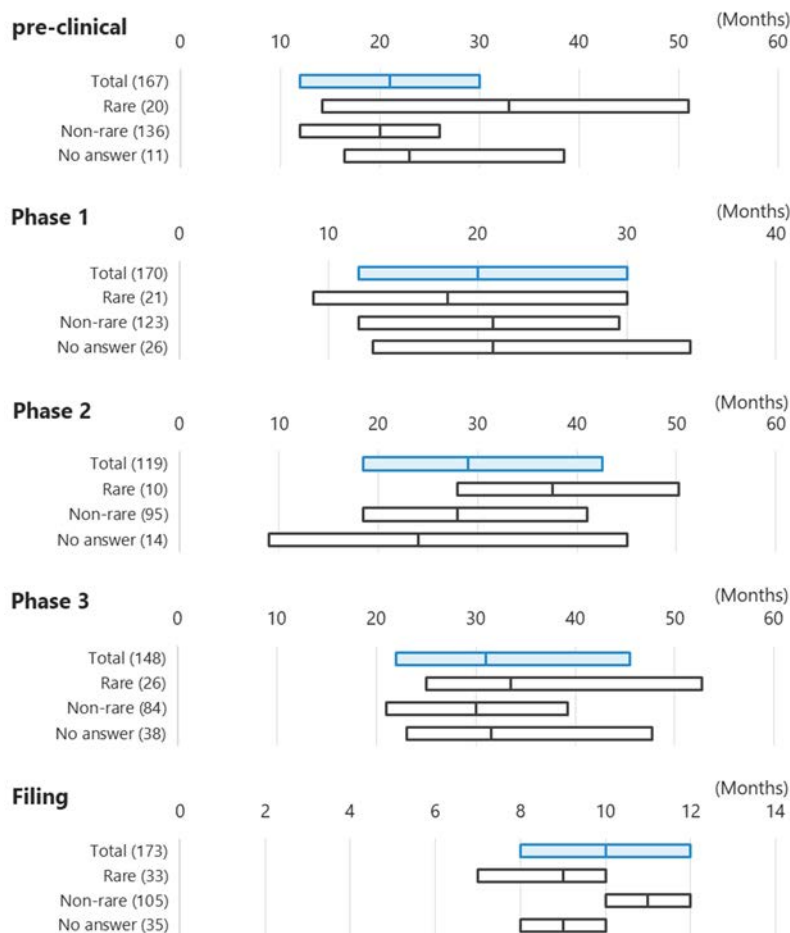 pre-clinical
(Months)
0 10 20 30 40 50 60
Total (167)
Rare (20)
Non-rare (136)
No answer (11)
Phase 1
(Months)
0 10 20 30 40
Total (170)
Rare (21)
Non-rare (123)
No answer (26)
Phase 2
(Months)
0 10 20 30 40 50 60
Total (119)
Rare (10)
Non-rare (95)
No answer (14)
Phase 3
(Months)
0 10 20 30 40 50 60
Total (148)
Rare (26)
Non-rare (84)
No answer (38)
Filing
(Months)
0 2 4 6 8 10 12 14
Total (173)
Rare (33)
Non-rare (105)
No answer (35)